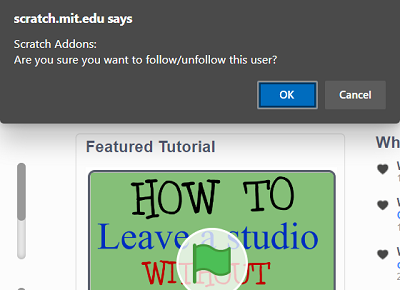 scratch.mit.edu says
Scratch Addons:
Are you sure you want to follow/unfollow this user?
OK
Cancel
Featured Tutorial
HOW TO
Leave a studio
WITHOUT